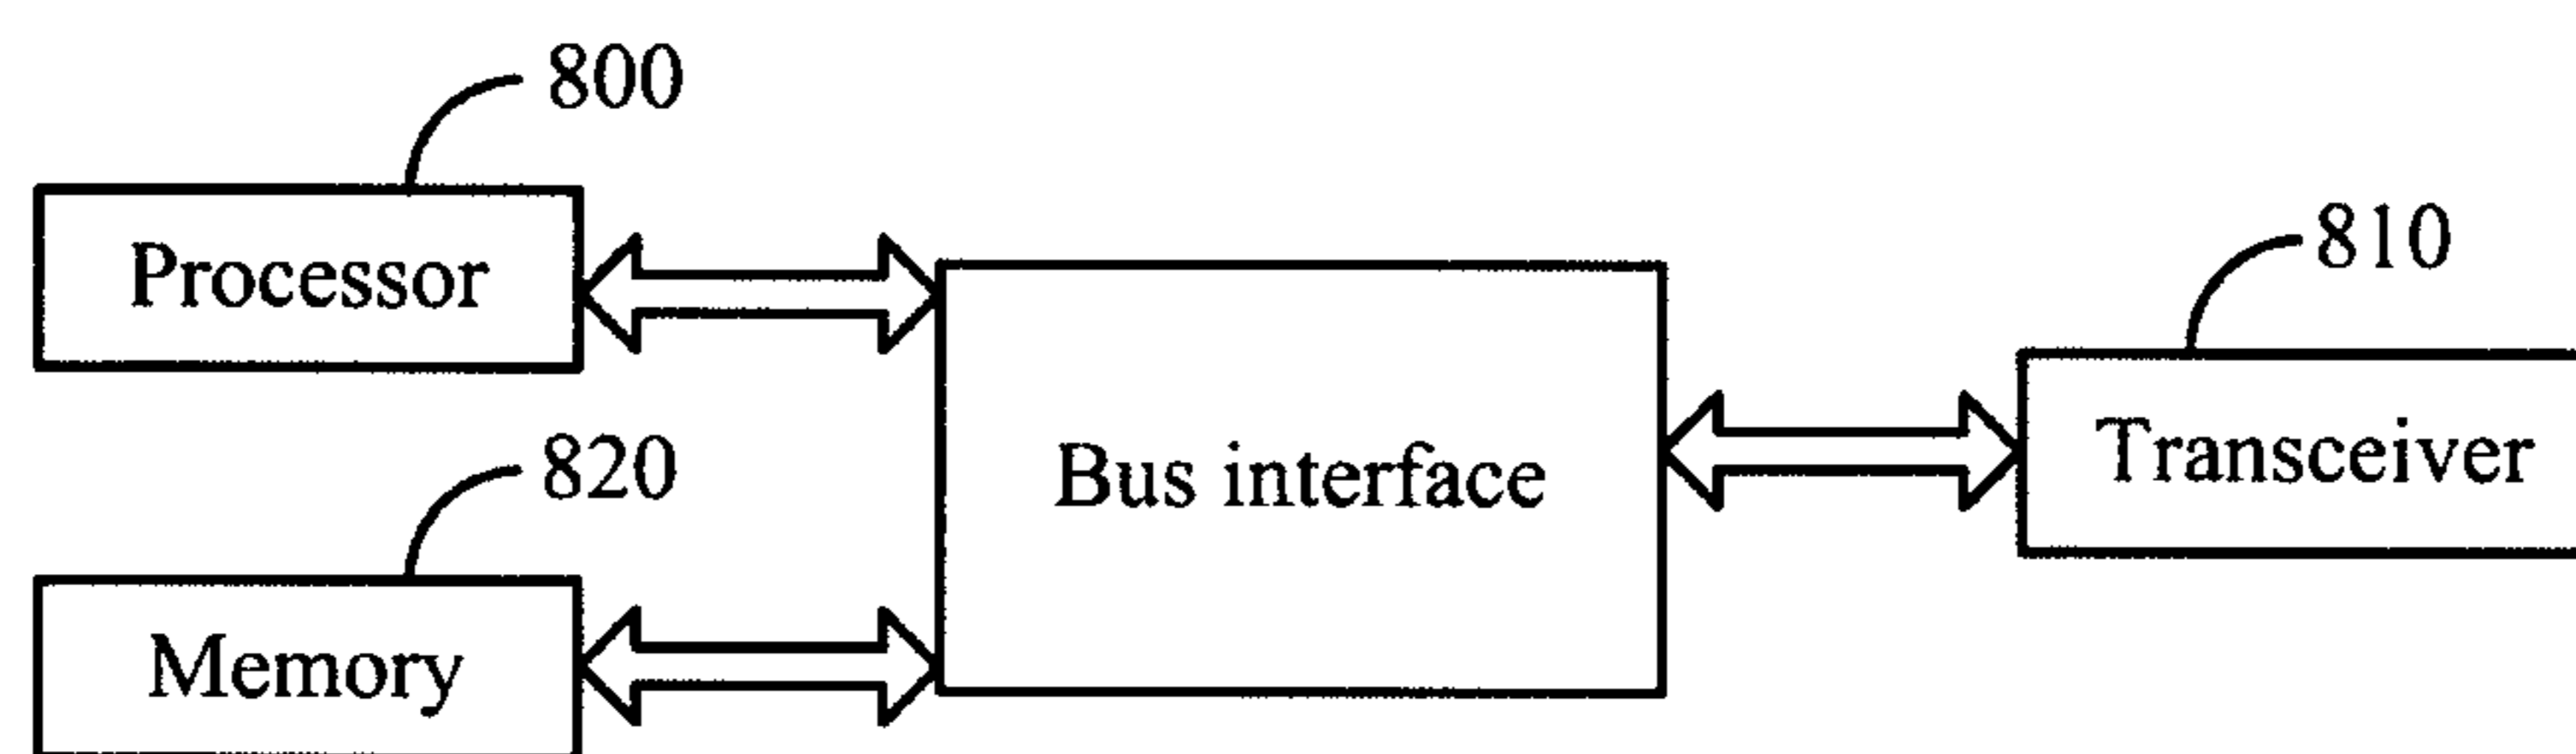 800
Processor
810
820
Bus interface
Transceiver
Memory